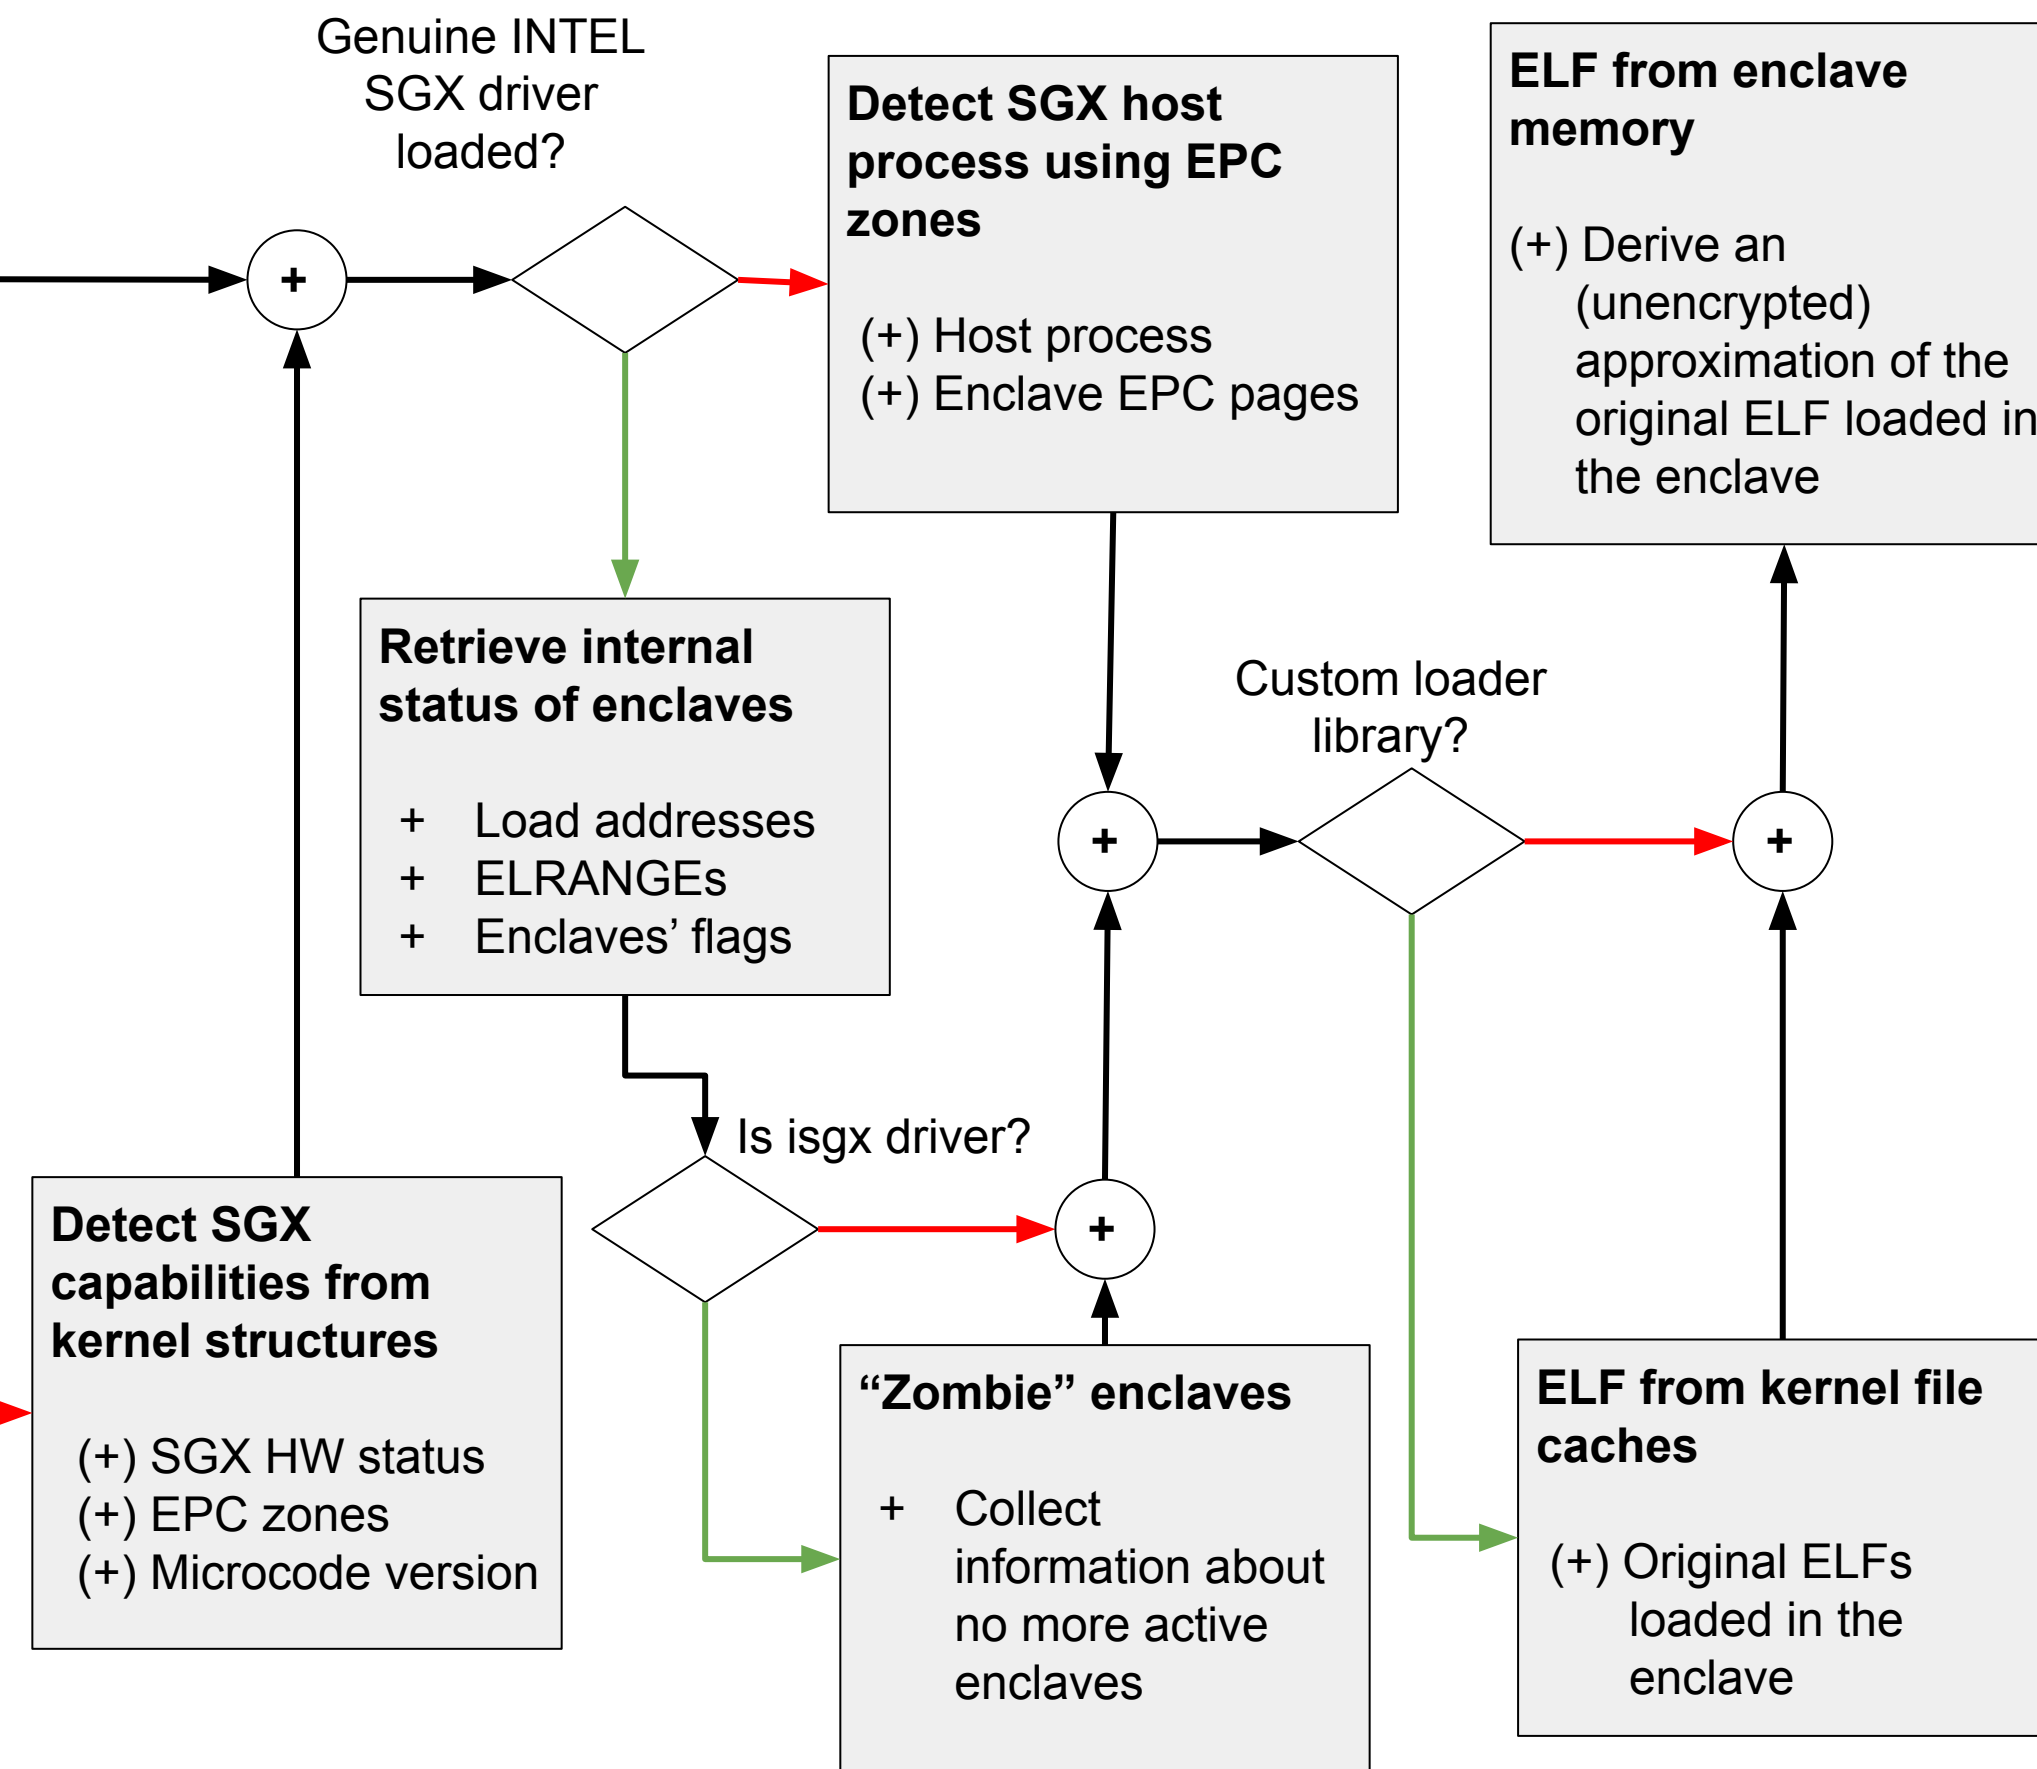 Genuine INTEL
SGX driver
loaded?
Detect SGX host
process using EPC
zones
(+) Host process
(+) Enclave EPC pages
ELF from enclave
memory
(+) Derive an
(unencrypted)
approximation of the
original ELF loaded in
the enclave
+
Retrieve internal
status of enclaves
+ Load addresses
+ ELRANGEs
+ Enclaves’ flags
Custom loader
library?
+
+
Is isgx driver?
+
Detect SGX
capabilities from
kernel structures
(+) SGX HW status
(+) EPC zones
(+) Microcode version
“Zombie” enclaves
+ Collect
information about
no more active
enclaves
ELF from kernel file
caches
(+) Original ELFs
loaded in the
enclave